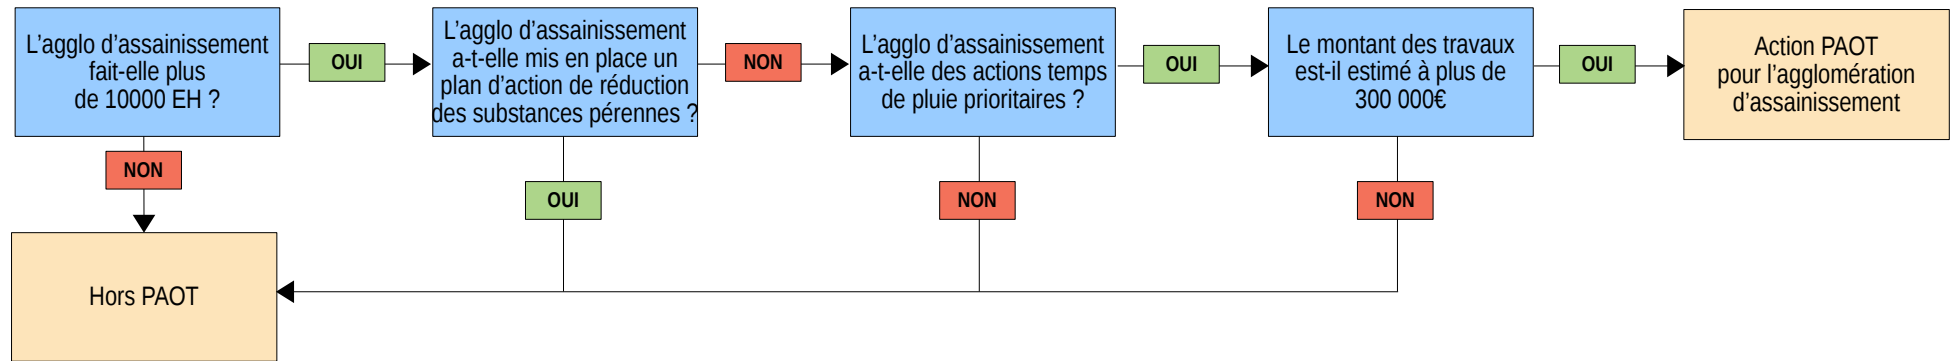 L'agglo d'assainissement
fait-elle plus
de 10000 EH ?
OUI
L'agglo d'assainissement
a-t-elle mis en place un
plan d'action de réduction
des substances pérennes ?
NON
L'agglo d'assainissement
a-t-elle des actions temps
de pluie prioritaires ?
OUI
Le montant des travaux
est-il estimé à plus de
300 000€
OUI
Action PAOT
pour l'agglomération
d'assainissement
NON
OUI
NON
NON
Hors PAOT